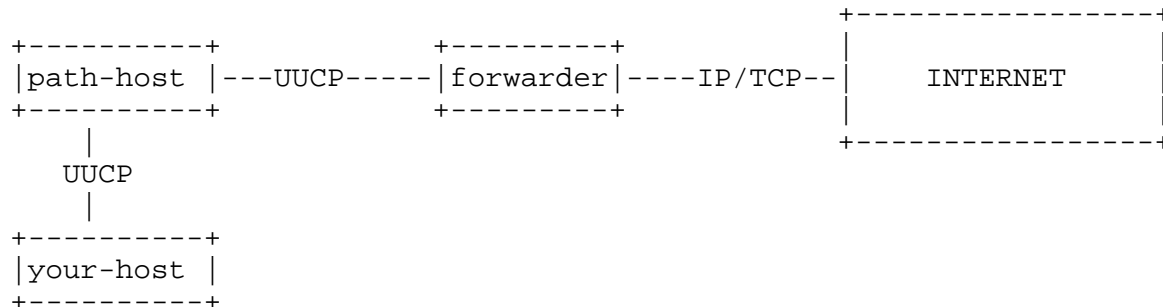 +------------------+
+----------+               +---------+                    |                  |
|path-host |---UUCP-----|forwarder|----IP/TCP--|     INTERNET     |
+----------+               +---------+                    |                  |
     |                                                    +------------------+
   UUCP
     |
+----------+
|your-host |
+----------+